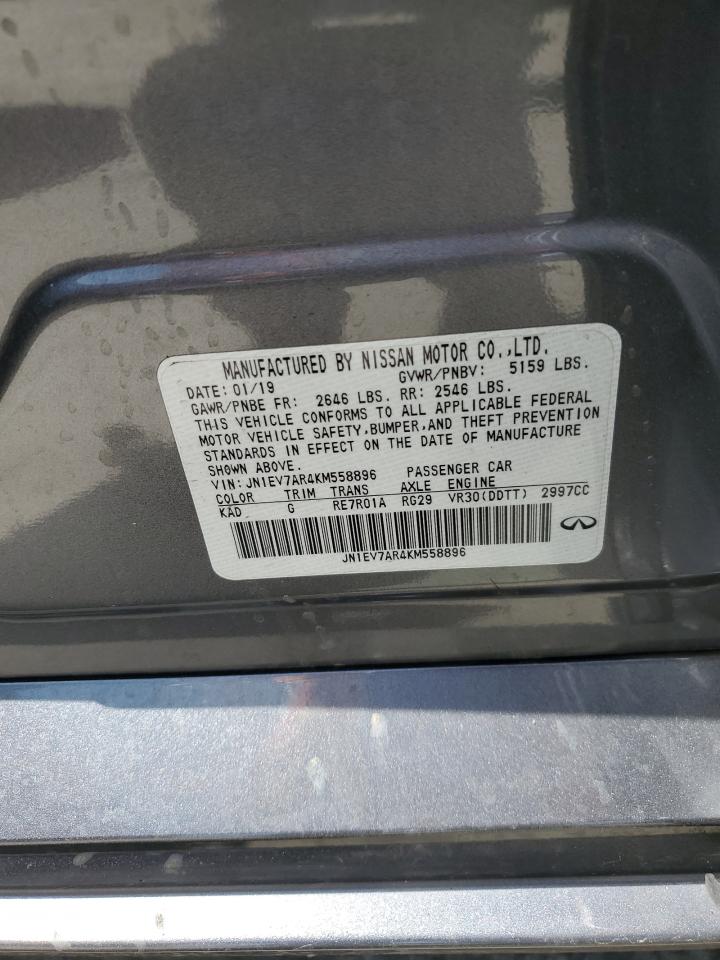 MANUFACTURED BY NISSAN MOTOR CO.,LTD.
DATE: 01/19 GVWR/PNBV: 5159 LBS.
GAWR/PNBE FR: 2646 LBS. RR: 2546 LBS.
THIS VEHICLE CONFORMS TO ALL APPLICABLE FEDERAL
MOTOR VEHICLE SAFETY,BUMPER,AND THEFT PREVENTION
STANDARDS IN EFFECT ON THE DATE OF MANUFACTURE
SHOWN ABOVE.
VIN: JN1EV7AR4KM558896 PASSENGER CAR
COLOR TRIM TRANS AXLE ENGINE
KAD G RE7R01A RG29 VR30(DDTT) 2997CC
JN1EV7AR4KM558896